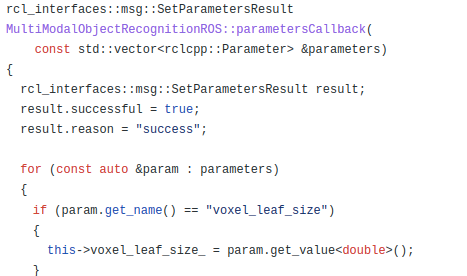 rcl_interfaces::msg::SetParametersResult
MultiModalObjectRecognitionROS::parametersCallback(
    const std::vector<rclcpp::Parameter> &parameters)
{
  rcl_interfaces::msg::SetParametersResult result;
  result.successful = true;
  result.reason = "success";

  for (const auto &param : parameters)
  {
    if (param.get_name() == "voxel_leaf_size")
    {
      this->voxel_leaf_size_ = param.get_value<double>();
    }